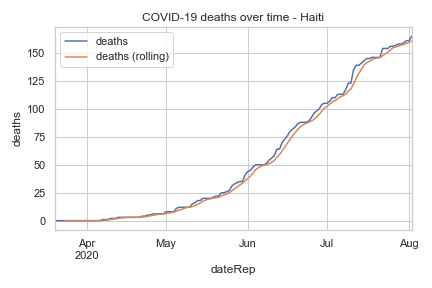 COVID-19 deaths over time - Haiti
deaths
deaths (rolling)
deaths
150
125
100
75
50
25
0
Apr
2020
May
Jun
Jul
Aug
dateRep